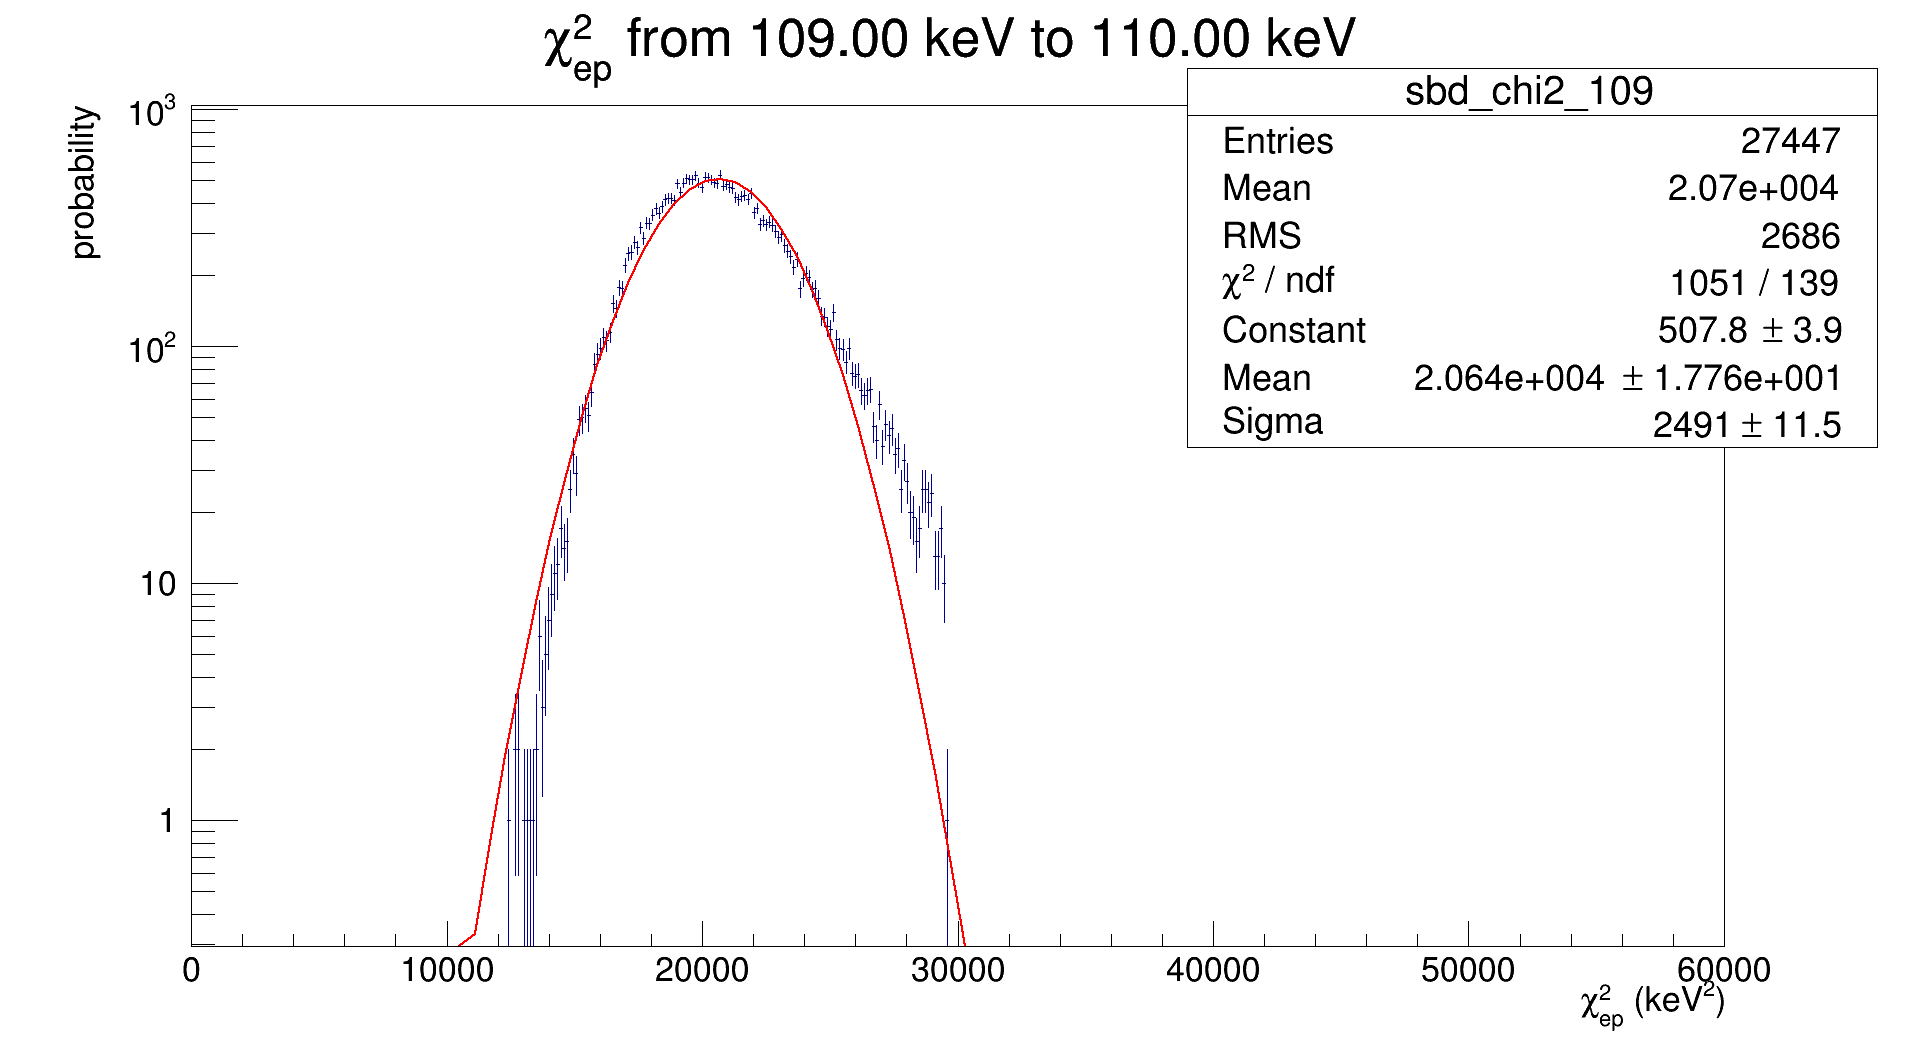 χ²ep from 109.00 keV to 110.00 keV
sbd_chi2_109
Entries 27447
Mean 2.07e+004
RMS 2686
χ² / ndf 1051 / 139
Constant 507.8 ± 3.9
Mean 2.064e+004 ± 1.776e+001
Sigma 2491 ± 11.5
probability
10³
10²
10
1
0 10000 20000 30000 40000 50000 60000
χ²ep (keV²)